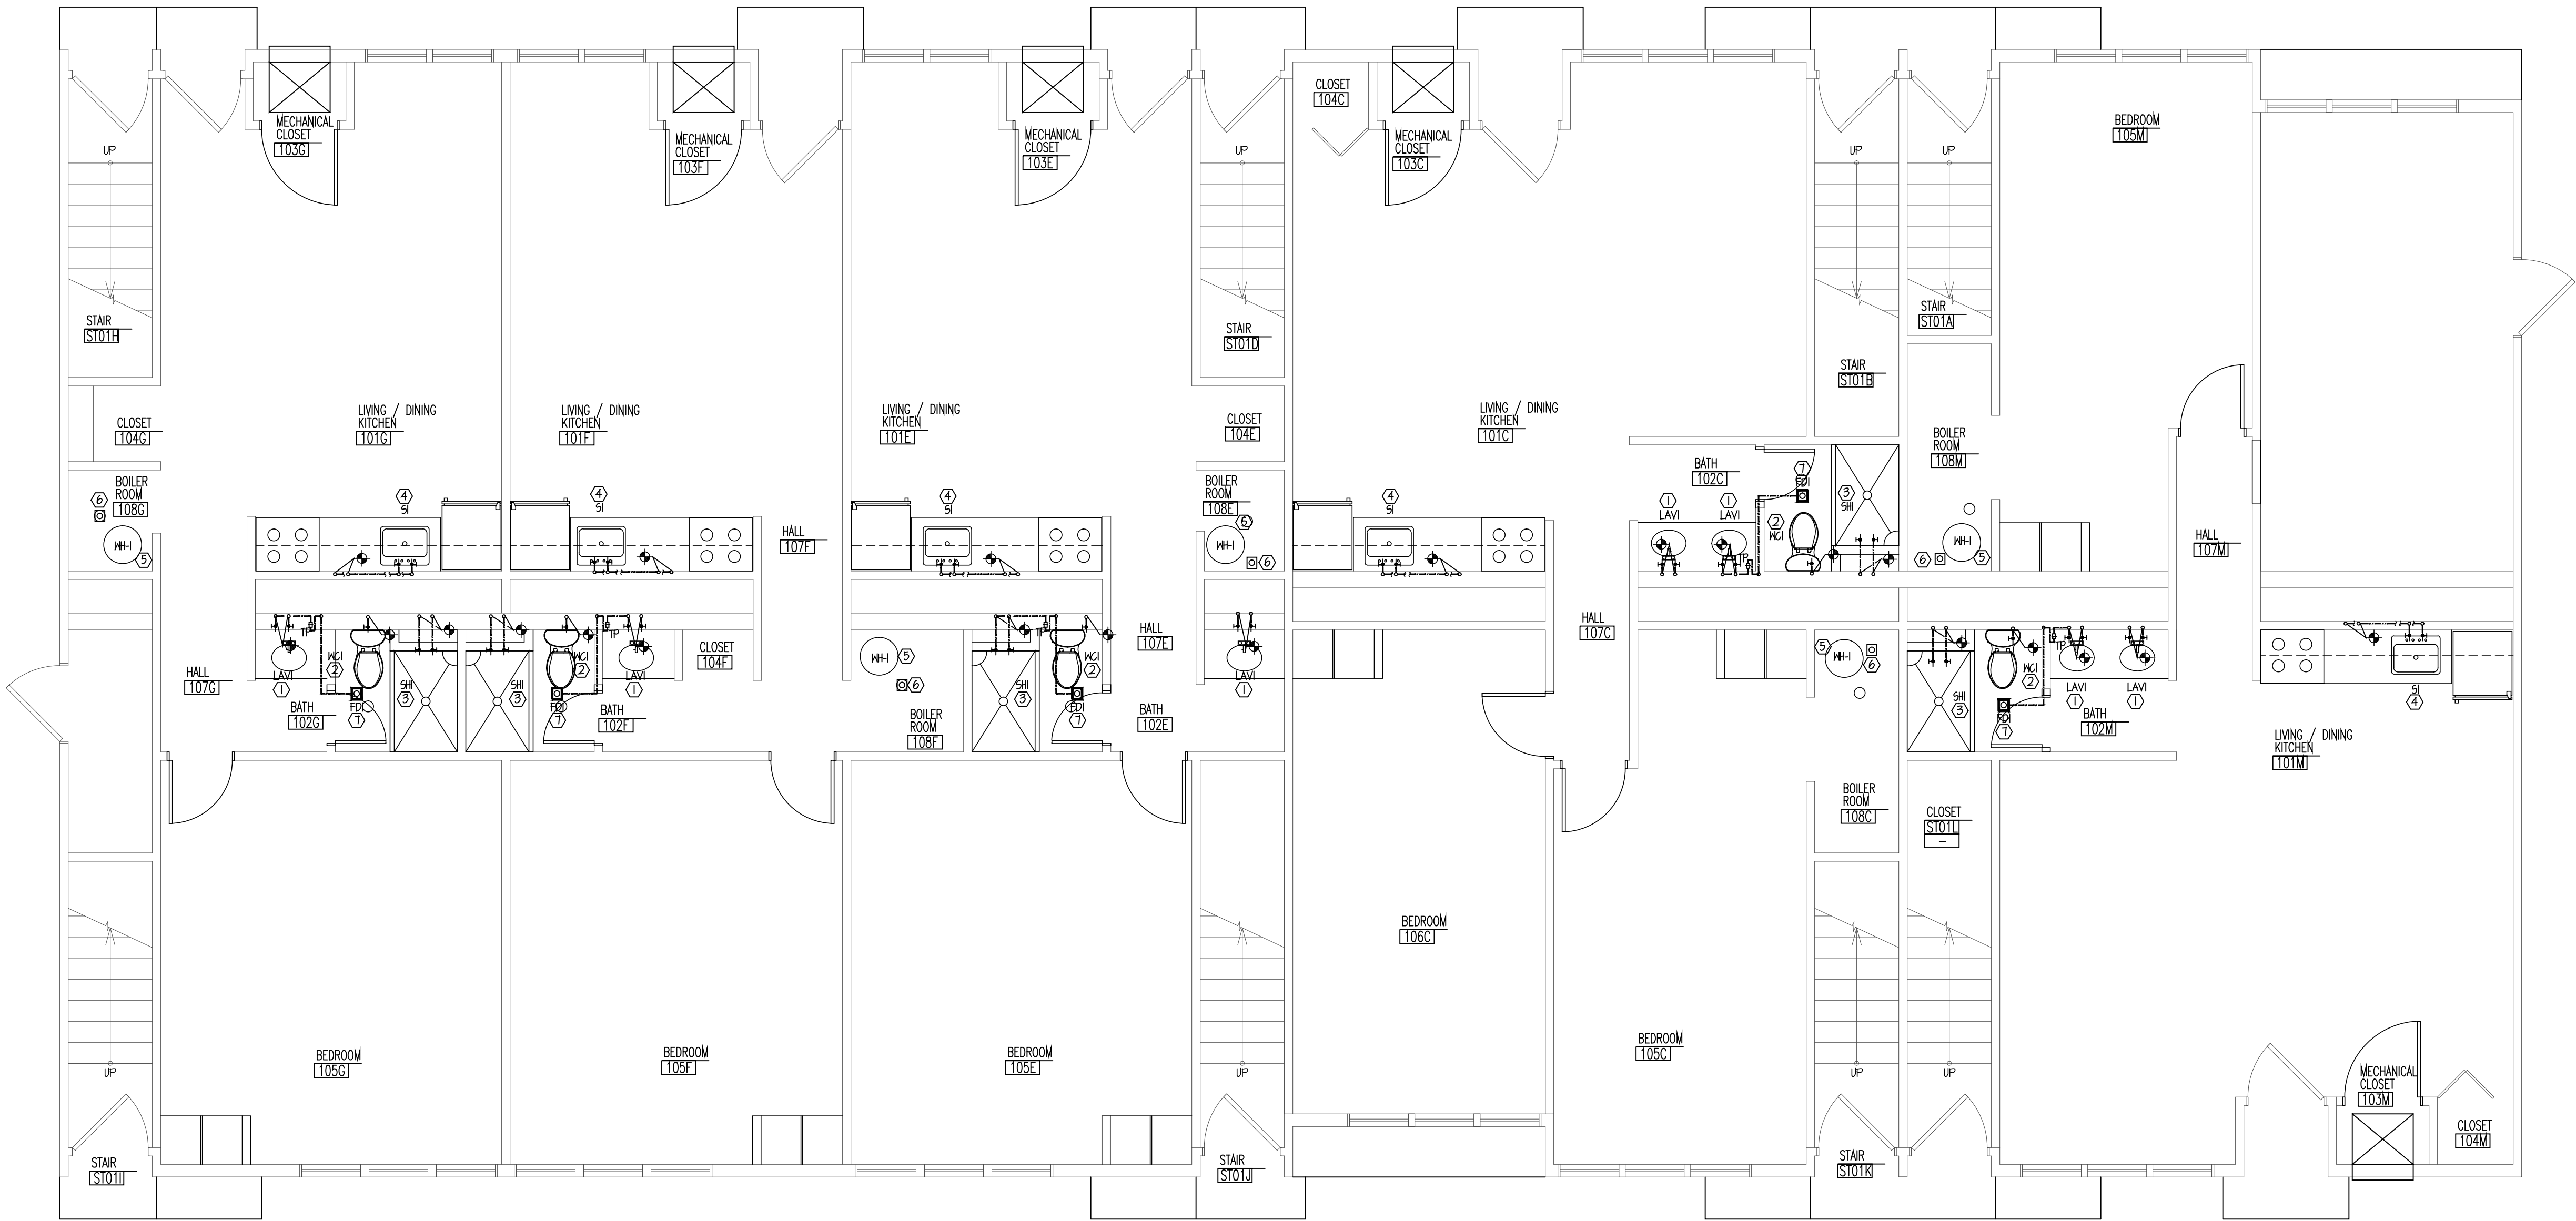 CLOSET
104C
MECHANICAL
CLOSET
103G
MECHANICAL
CLOSET
103F
MECHANICAL
CLOSET
103E
MECHANICAL
CLOSET
103C
BEDROOM
105M
UP
UP
UP
UP
STAIR
ST01H
STAIR
ST01D
STAIR
ST01A
STAIR
ST01B
CLOSET
104G
LIVING / DINING
KITCHEN
101G
LIVING / DINING
KITCHEN
101F
LIVING / DINING
KITCHEN
101E
CLOSET
104E
LIVING / DINING
KITCHEN
101C
BOILER
ROOM
108M
BATH
102C
7
FD1
BOILER
ROOM
108G
6
WH-1
5
4
S1
4
S1
4
S1
BOILER
ROOM
108E
5
WH-1
6
4
S1
1
LAV1
1
LAV1
TP
2
WC1
3
SH1
6
WH-1
5
HALL
107F
HALL
107M
HALL
107C
HALL
107E
HALL
107G
TP
LAV1
1
WC1
2
FD1
7
BATH
102G
SH1
3
SH1
3
WC1
2
FD1
7
TP
LAV1
1
BATH
102F
CLOSET
104F
WH-1
5
6
BOILER
ROOM
108F
SH1
3
TP
WC1
2
FD1
7
BATH
102E
LAV1
1
5
WH-1
6
SH1
3
WC1
2
FD1
7
TP
LAV1
1
LAV1
1
BATH
102M
S1
4
LIVING / DINING
KITCHEN
101M
BOILER
ROOM
108C
CLOSET
ST01L
-
BEDROOM
106C
BEDROOM
105G
BEDROOM
105F
BEDROOM
105E
BEDROOM
105C
UP
UP
UP
UP
MECHANICAL
CLOSET
103M
CLOSET
104M
STAIR
ST01I
STAIR
ST01J
STAIR
ST01K